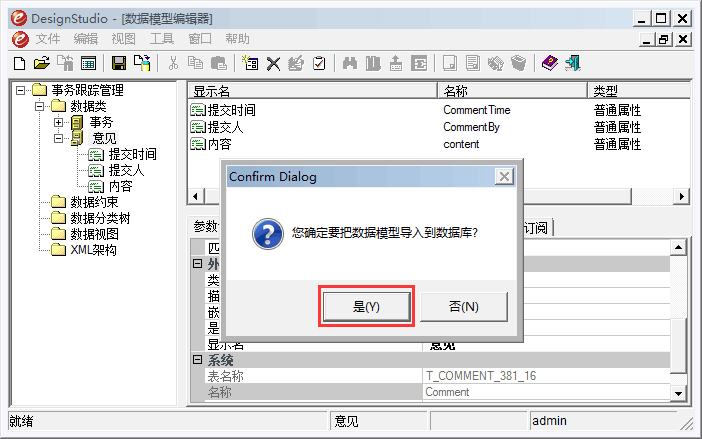 DesignStudio - [数据模型编辑器]
文件 编辑 视图 工具 窗口 帮助
事务跟踪管理
数据类
事务
意见
提交时间
提交人
内容
数据约束
数据分类树
数据视图
XML架构
显示名 名称 类型
提交时间 CommentTime 普通属性
提交人 CommentBy 普通属性
内容 content 普通属性
Confirm Dialog
您确定要把数据模型导入到数据库?
是(Y) 否(N)
参数 订阅
显示名 意见
系统
表名称 T_COMMENT_381_16
名称 Comment
就绪 意见 admin